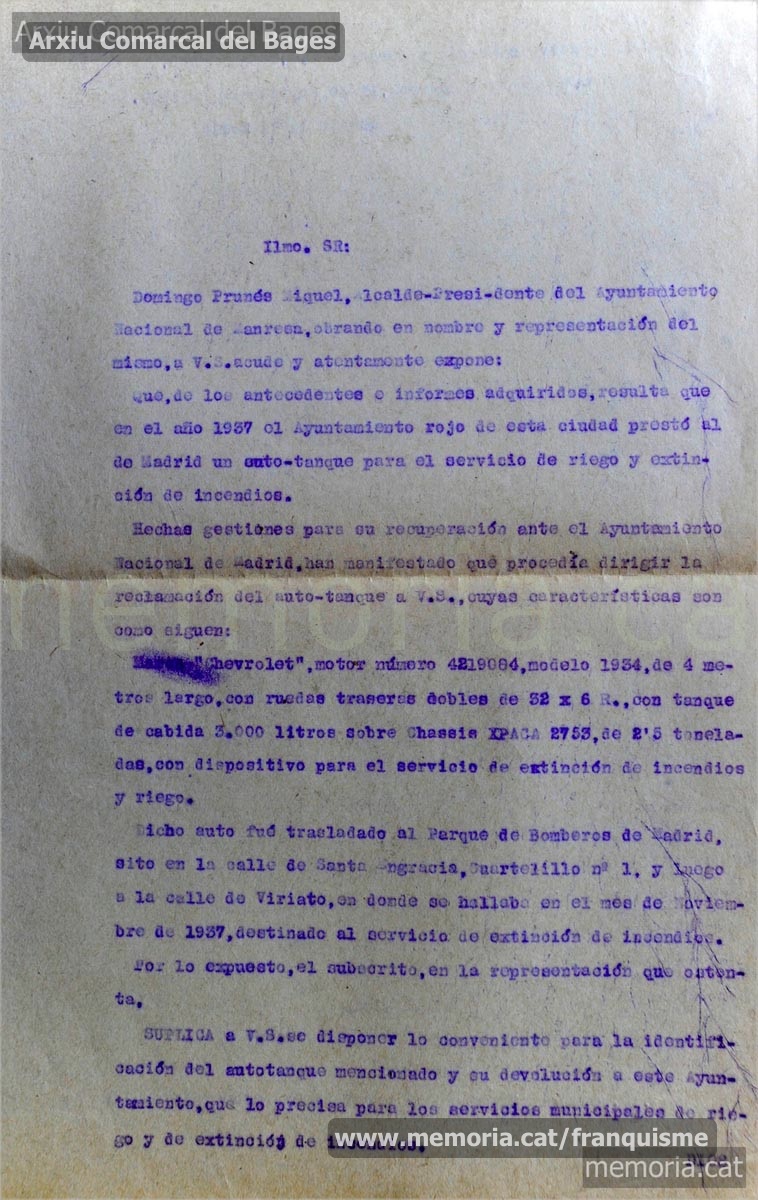 Arxiu Comarcal del Bages
Arxiu Comarcal del Bages
Ilmo. SR:
Domingo Prunés Miquel, Alcalde-Presi-dente del Ayuntamiento
Nacional de Manresa,obrando en nombre y representación del
mismo,a V.S.acude y atentamente expone:
Que,de los antecedentes e informes adquiridos,resulta que
en el año 1937 el Ayuntamiento rojo de esta ciudad prestó al
de Madrid un auto-tanque para el servicio de riego y extin-
ción de incendios.
Hechas gestiones para su recuperación ante el Ayuntamiento
Nacional de Madrid,han manifestado que procedía dirigir la
reclamación del auto-tanque a V.S.,cuyas características son
como siguen:
"Chevrolet",motor número 4219084,modelo 1934,de 4 me-
tros largo,con ruedas traseras dobles de 32 x 6 R.,con tanque
de cabida 3.000 litros sobre Chassis XPACA 2753,de 2'5 tonela-
das,con dispositivo para el servicio de extinción de incendios
y riego.
Dicho auto fué trasladado al Parque de Bomberos de Madrid,
sito en la calle de Santa Engracia,Cuartelillo nº 1, y luego
a la calle de Viriato,en donde se hallaba en el mes de Noviem-
bre de 1937,destinado al servicio de extinción de incendios.
Por lo expuesto,el subscrito,en la representación que osten-
ta,
SUPLICA a V.S.se disponer lo conveniente para la identifi-
cación del autotanque mencionado y su devolución a este Ayun-
tamiento,que lo precisa para los servicios municipales de rie-
go y de extinción de incendios.
www.memoria.cat/franquisme
memoria.cat
memoria.ca